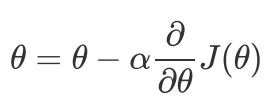 θ = θ − α ∂/∂θ J(θ)